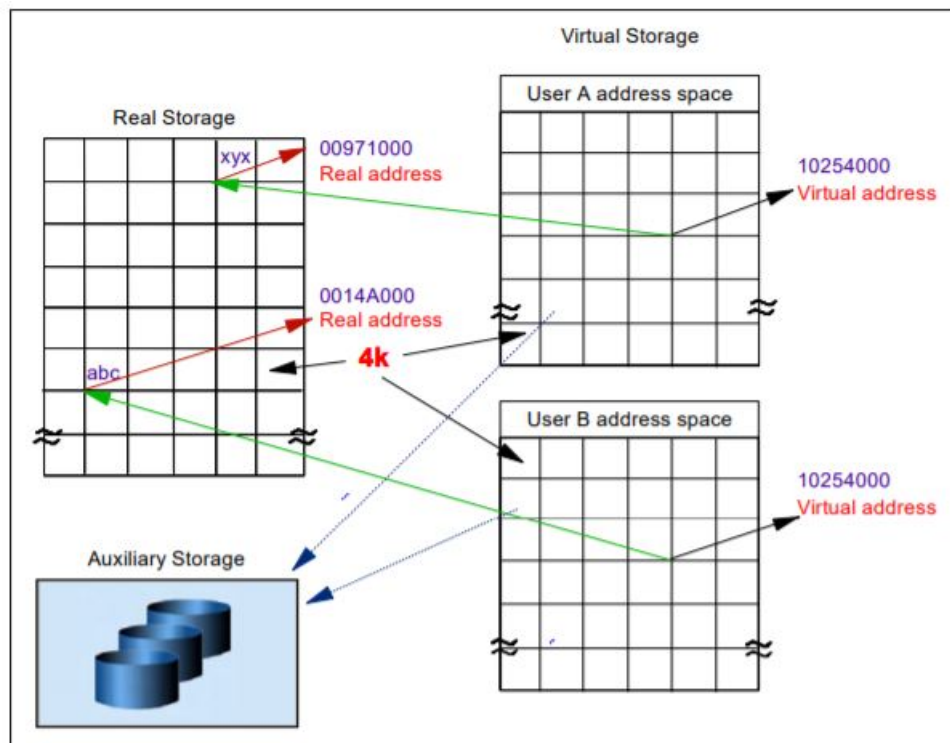 Virtual Storage
User A address space
Real Storage
xyx
00971000
Real address
10254000
Virtual address
0014A000
Real address
4k
abc
User B address space
10254000
Virtual address
Auxiliary Storage